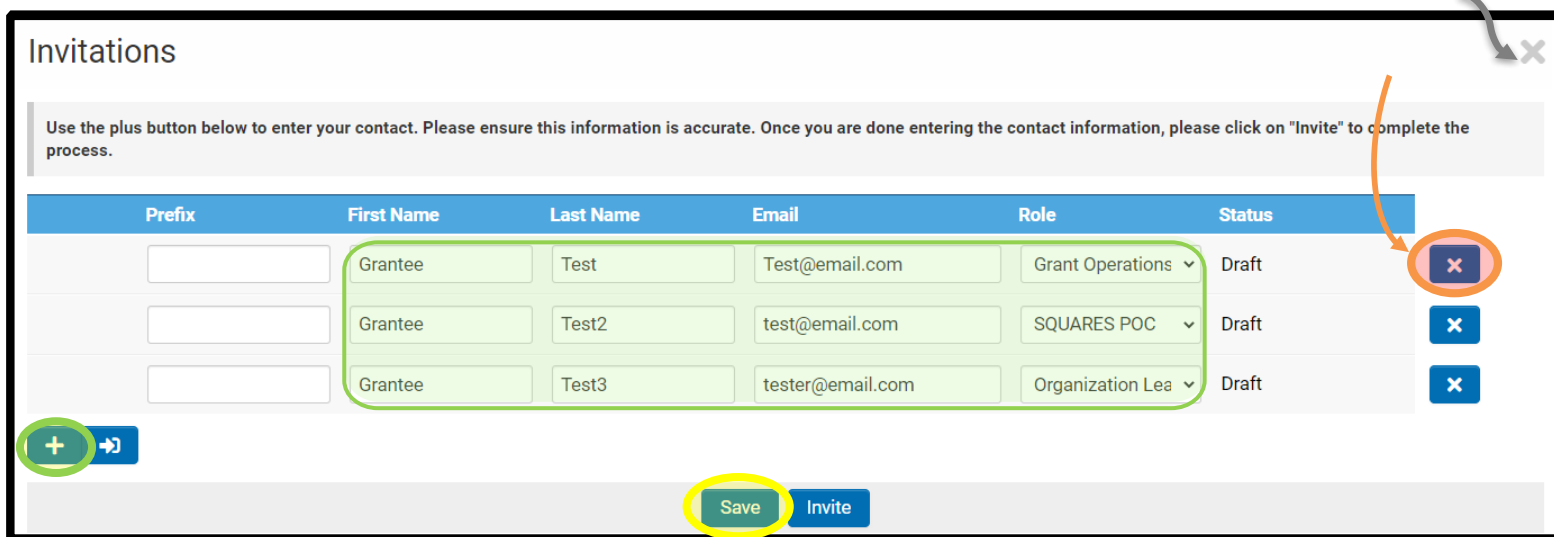 Invitations
Use the plus button below to enter your contact. Please ensure this information is accurate. Once you are done entering the contact information, please click on "Invite" to complete the
process.
Prefix First Name Last Name Email Role Status
Grantee Test Test@email.com Grant Operations Draft
Grantee Test2 test@email.com SQUARES POC Draft
Grantee Test3 tester@email.com Organization Lea Draft
Save Invite